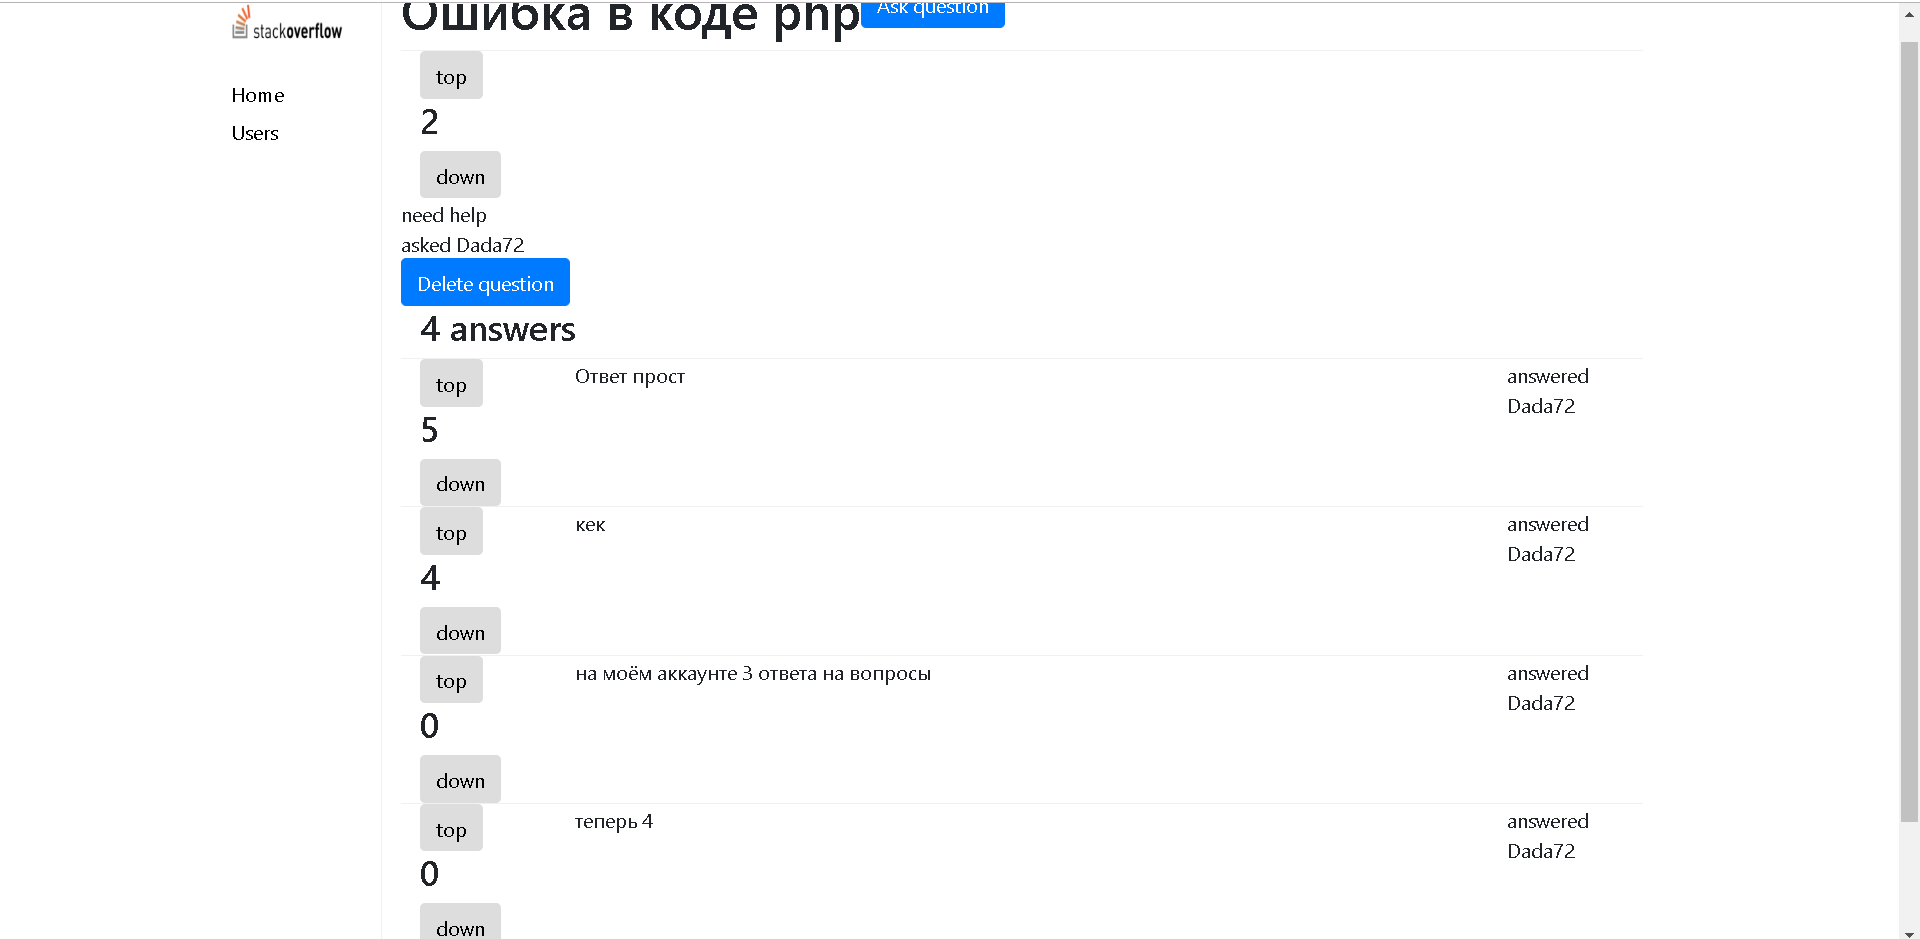 stackoverflow
Home
Users
Ошибка в коде php
Ask question
top
2
down
need help
asked Dada72
Delete question
4 answers
top
Ответ прост
answered
Dada72
5
down
top
кек
answered
Dada72
4
down
top
на моём аккаунте 3 ответа на вопросы
answered
Dada72
0
down
top
теперь 4
answered
Dada72
0
down